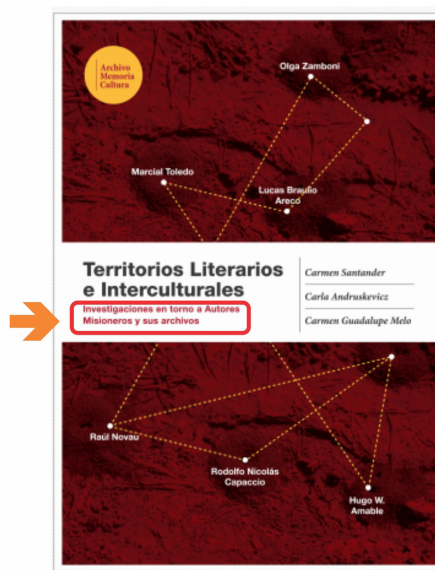 Archivo
Memoria
Cultura
Olga Zamboni
Marcial Toledo
Lucas Braulio
Areco
Territorios Literarios
e Interculturales
Investigaciones en torno a Autores
Misioneros y sus archivos
Carmen Santander
Carla Andruskevicz
Carmen Guadalupe Melo
Raúl Novau
Rodolfo Nicolás
Capaccio
Hugo W.
Amable